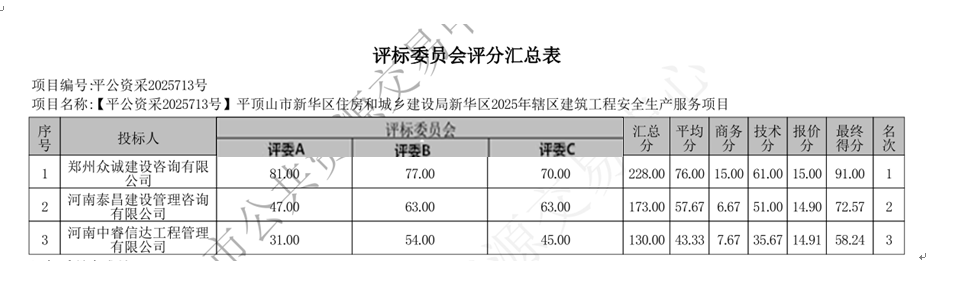 评标委员会评分汇总表
项目编号:平公资采2025713号
项目名称:【平公资采2025713号】平顶山市新华区住房和城乡建设局新华区2025年辖区建筑工程安全生产服务项目
序号 投标人 评标委员会 汇总分 平均分 商务分 技术分 报价分 最终得分 名次
评委A 评委B 评委C
1 郑州众诚建设咨询有限公司 81.00 77.00 70.00 228.00 76.00 15.00 61.00 15.00 91.00 1
2 河南泰昌建设管理咨询有限公司 47.00 63.00 63.00 173.00 57.67 6.67 51.00 14.90 72.57 2
3 河南中睿信达工程管理有限公司 31.00 54.00 45.00 130.00 43.33 7.67 35.67 14.91 58.24 3